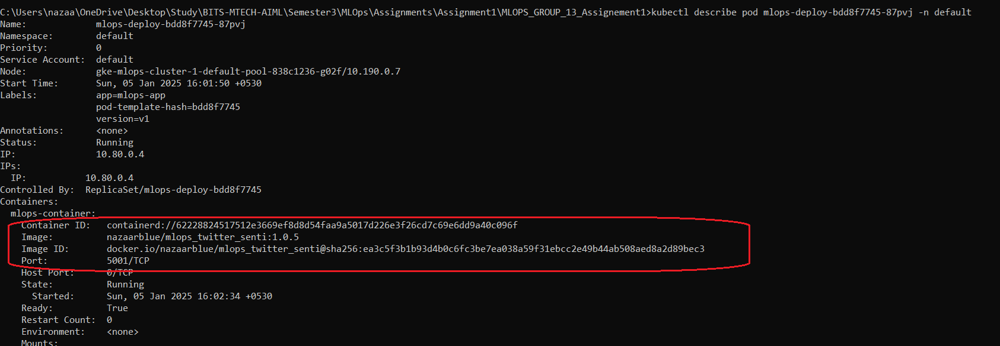 C:\Users\nazaa\OneDrive\Desktop\Study\BITS-MTECH-AIML\Semester3\MLOps\Assignments\Assignment1\MLOPS_GROUP_13_Assignement1>kubectl describe pod mlops-deploy-bdd8f7745-87pvj -n default
Name:             mlops-deploy-bdd8f7745-87pvj
Namespace:        default
Priority:         0
Service Account:  default
Node:             gke-mlops-cluster-1-default-pool-838c1236-g02f/10.190.0.7
Start Time:       Sun, 05 Jan 2025 16:01:50 +0530
Labels:           app=mlops-app
                  pod-template-hash=bdd8f7745
                  version=v1
Annotations:      <none>
Status:           Running
IP:               10.80.0.4
IPs:
  IP:           10.80.0.4
Controlled By:  ReplicaSet/mlops-deploy-bdd8f7745
Containers:
  mlops-container:
    Container ID:   containerd://62228824517512e3669ef8d8d54faa9a5017d226e3f26cd7c69e6dd9a40c096f
    Image:          nazaarblue/mlops_twitter_senti:1.0.5
    Image ID:       docker.io/nazaarblue/mlops_twitter_senti@sha256:ea3c5f3b1b93d4b0c6fc3be7ea038a59f31ebcc2e49b44ab508aed8a2d89bec3
    Port:           5001/TCP
    Host Port:      0/TCP
    State:          Running
      Started:      Sun, 05 Jan 2025 16:02:34 +0530
    Ready:          True
    Restart Count:  0
    Environment:    <none>
    Mounts: